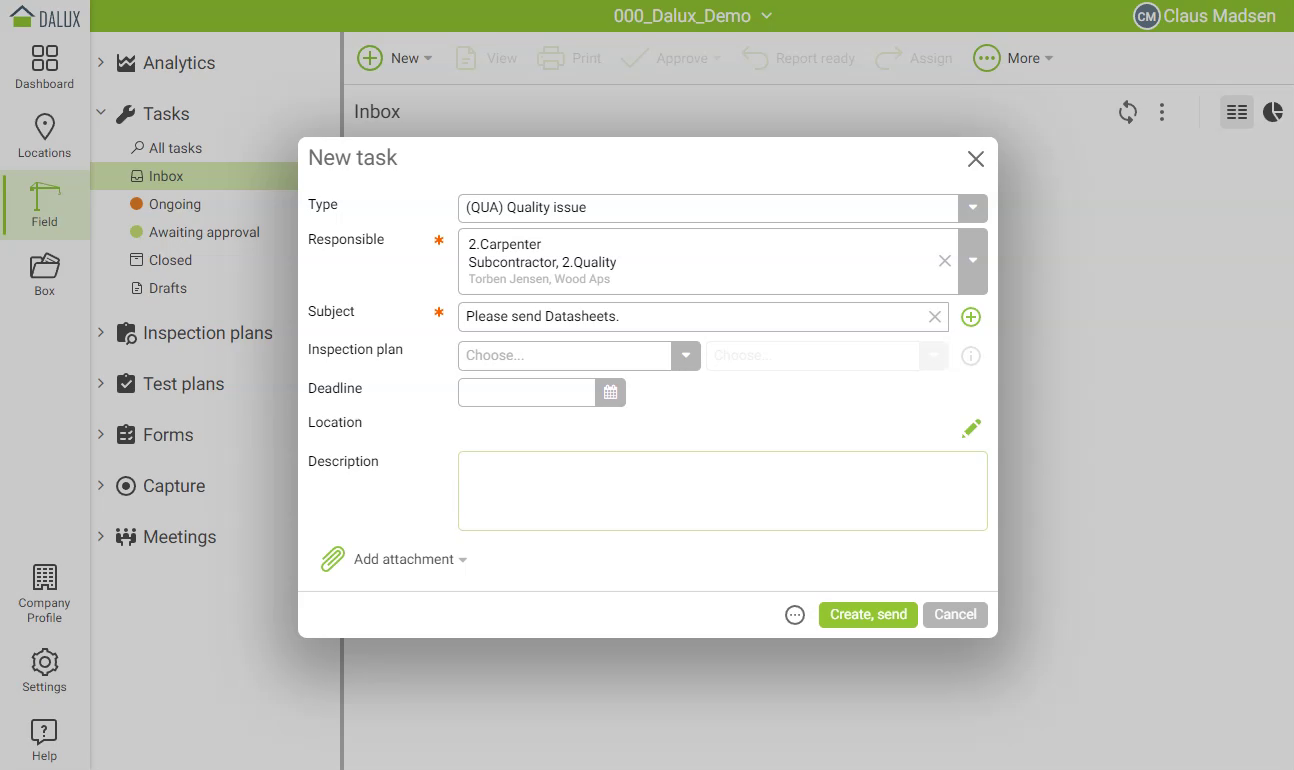 DALUX
000_Dalux_Demo
CM Claus Madsen
Dashboard
Locations
Field
Box
Company
Profile
Settings
Help
Analytics
Tasks
All tasks
Inbox
Ongoing
Awaiting approval
Closed
Drafts
Inspection plans
Test plans
Forms
Capture
Meetings
New View Print Approve Report ready Assign More
Inbox
New task
Type
(QUA) Quality issue
Responsible *
2.Carpenter
Subcontractor, 2.Quality
Torben Jensen, Wood Aps
Subject *
Please send Datasheets.
Inspection plan
Choose... Choose...
Deadline
Location
Description
Add attachment
Create, send Cancel